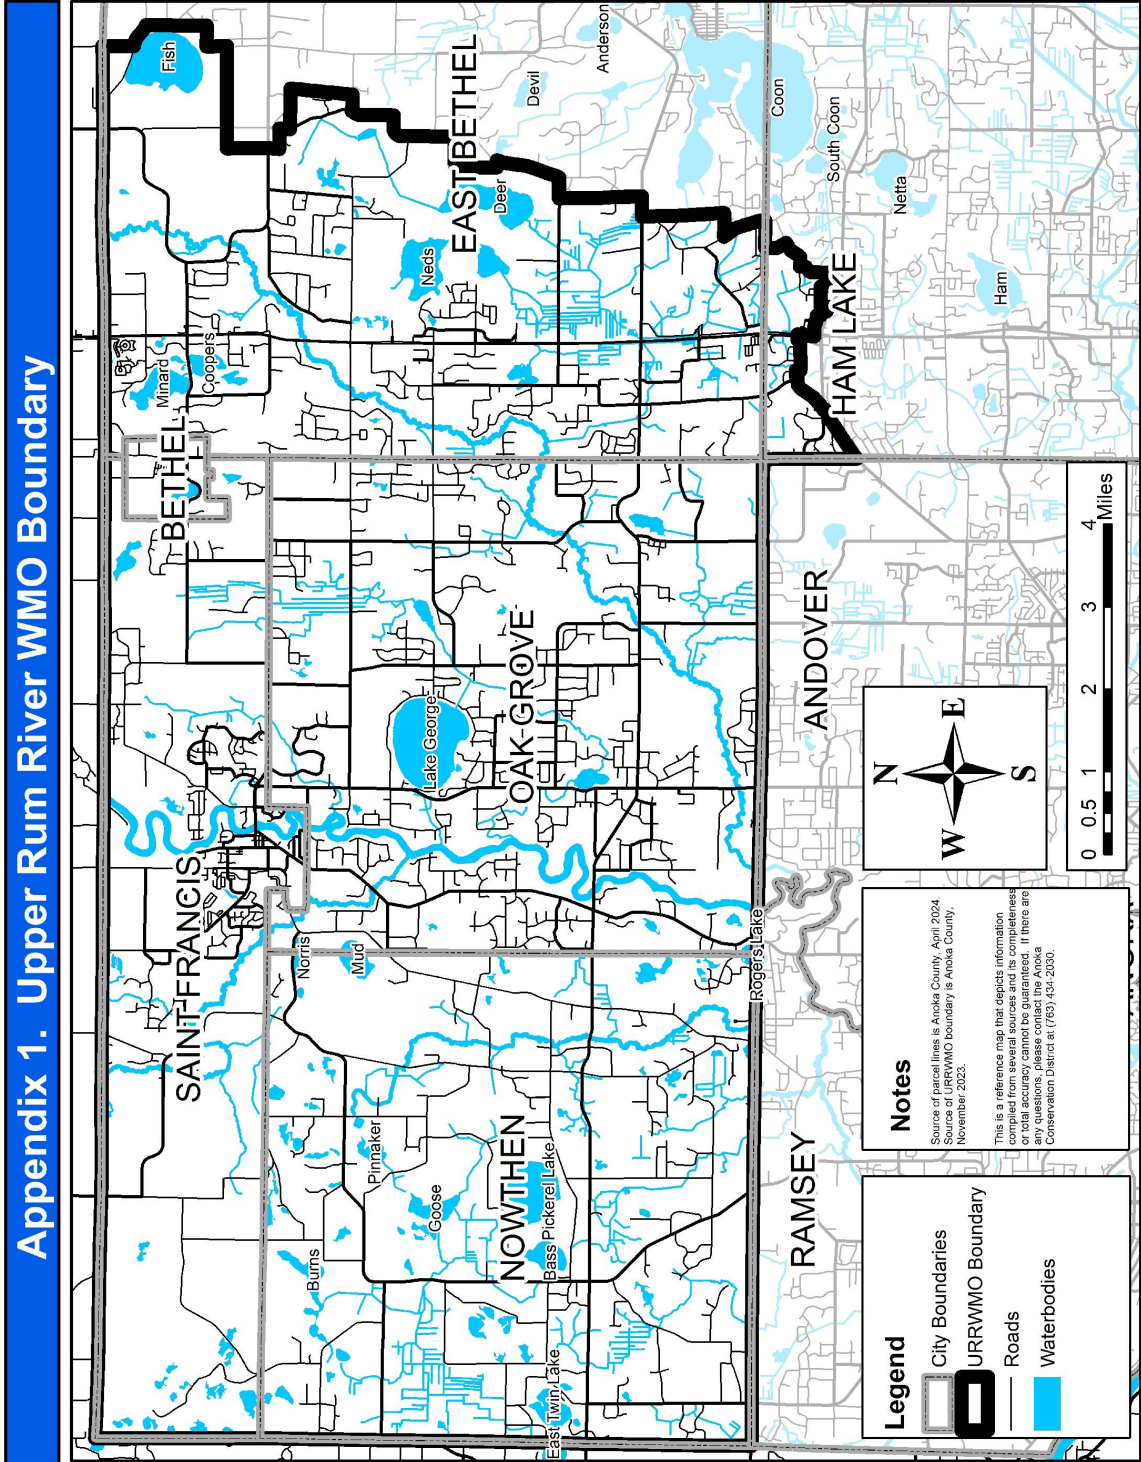 Appendix 1. Upper Rum River WMO Boundary
Fish
Anderson
Devil
EAST BETHEL
Coon
South Coon
Deer
Netta
Neds
Ham
HAM LAKE
Minard
Coopers
BETHEL
Lake George
OAK GROVE
ANDOVER
SAINT FRANCIS
Norris
Mud
Rogers Lake
Pinnaker
Goose
NOWTHEN
Bass Pickerel Lake
Burns
East Twin Lake
RAMSEY
Legend
City Boundaries
URRWMO Boundary
Roads
Waterbodies
Notes
Source of parcel lines is Anoka County, April 2024.
Source of URRWMO boundary is Anoka County,
November 2023.
This is a reference map that depicts information
compiled from several sources and its completeness
or total accuracy cannot be guaranteed. If there are
any questions, please contact the Anoka
Conservation District at (763) 434-2030.
N
W
E
S
0 0.5 1 2 3 4
Miles